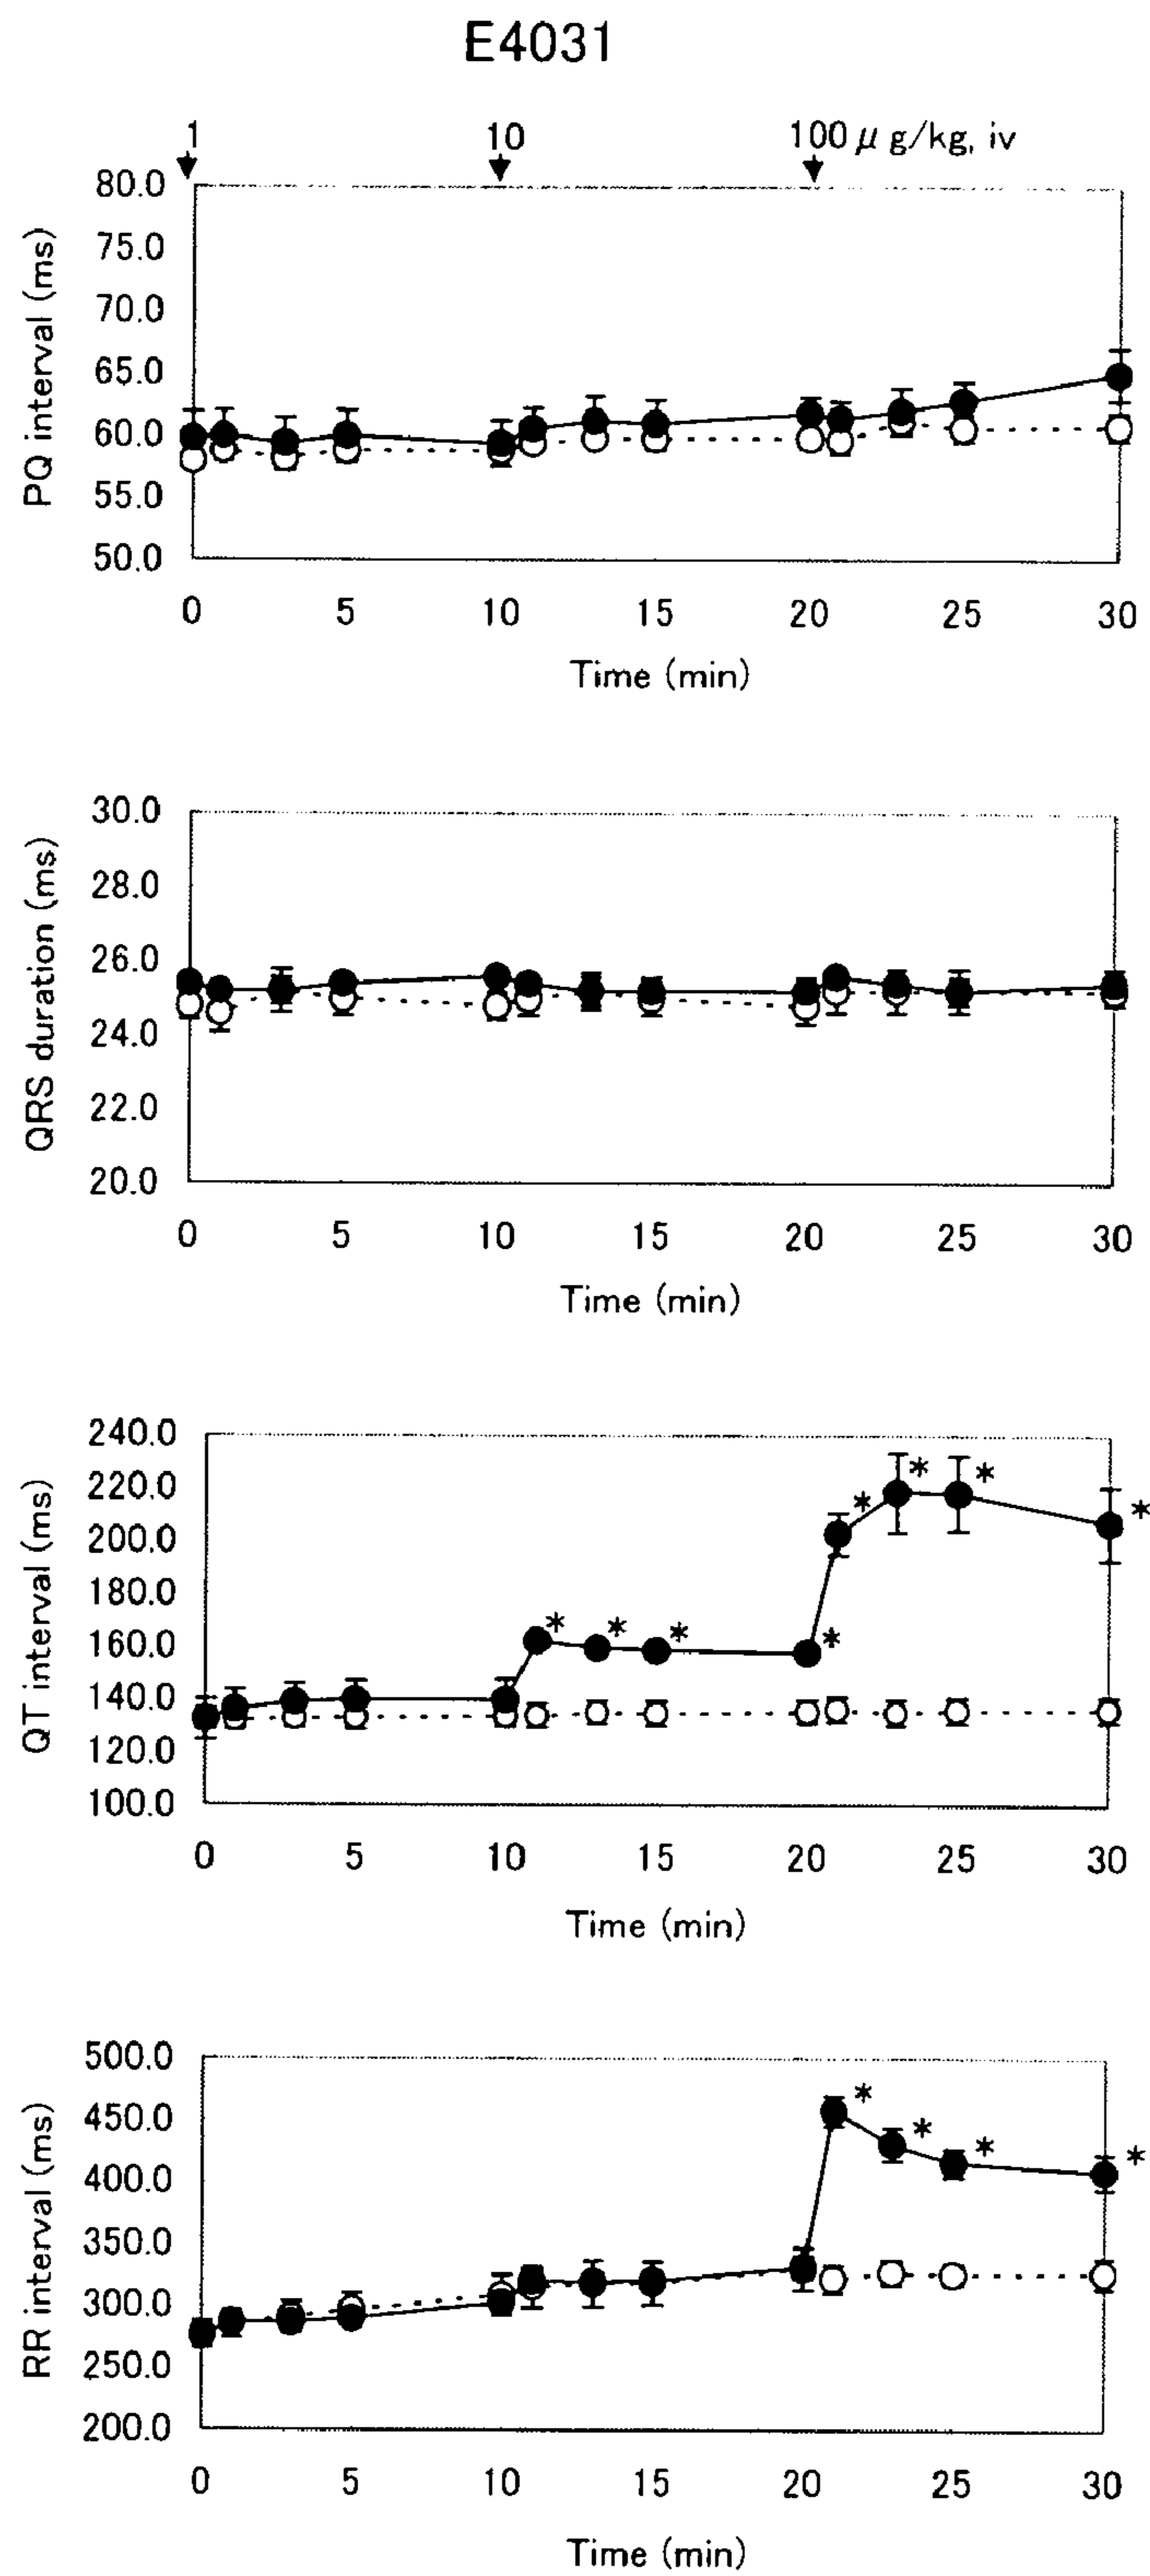 E4031
1 10 100 μg/kg, iv
PQ interval (ms)
80.0
75.0
70.0
65.0
60.0
55.0
50.0
0 5 10 15 20 25 30
Time (min)
QRS duration (ms)
30.0
28.0
26.0
24.0
22.0
20.0
0 5 10 15 20 25 30
Time (min)
QT interval (ms)
240.0
220.0
200.0
180.0
160.0
140.0
120.0
100.0
* * * * * * * *
0 5 10 15 20 25 30
Time (min)
RR interval (ms)
500.0
450.0
400.0
350.0
300.0
250.0
200.0
* * * *
0 5 10 15 20 25 30
Time (min)